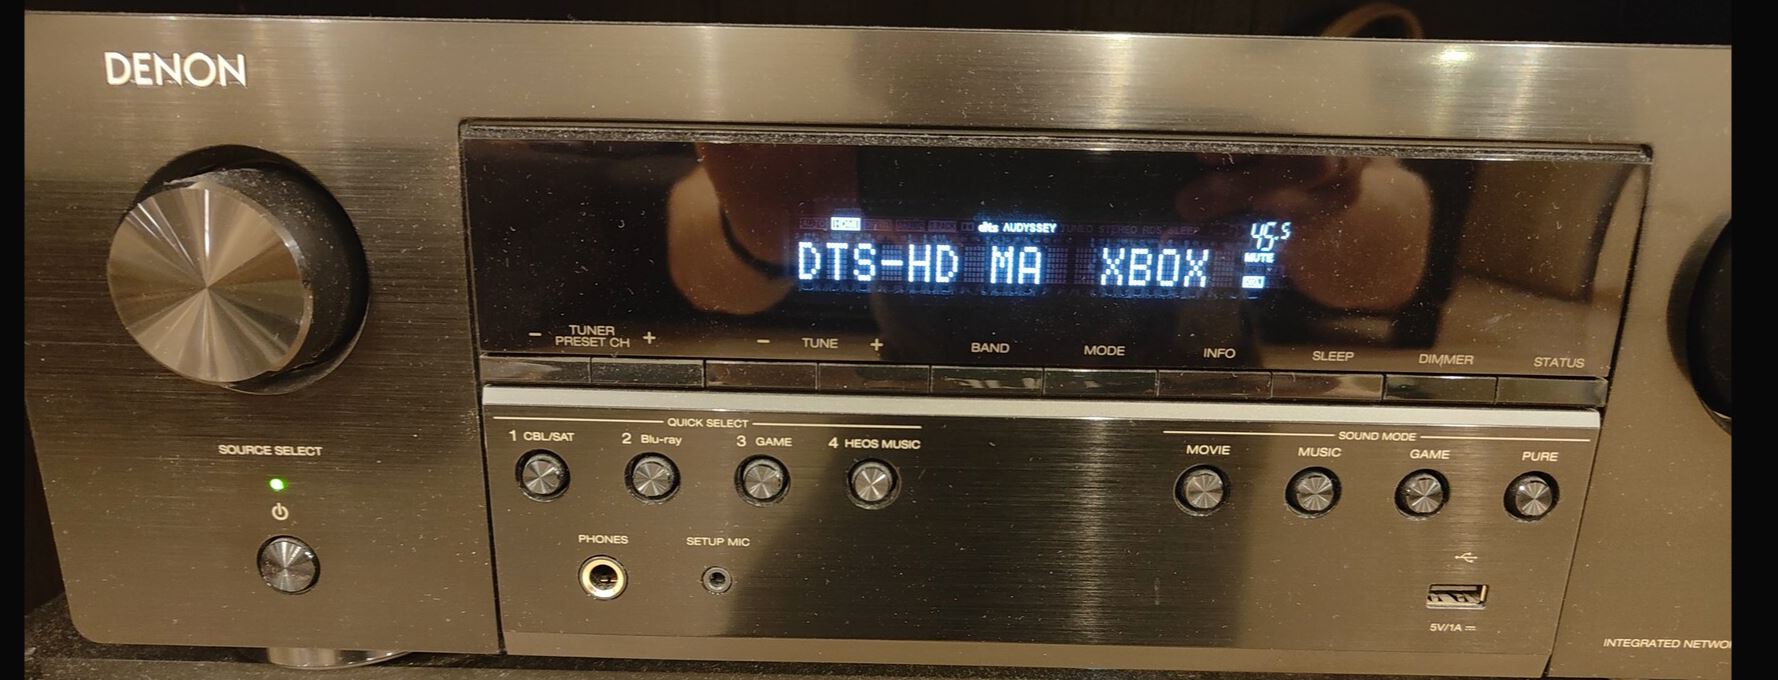 DENON
HDMI dts AUDYSSEY 45.5
DTS-HD MA XBOX MUTE
- TUNER PRESET CH +
- TUNE +
BAND
MODE
INFO
SLEEP
DIMMER
STATUS
QUICK SELECT
1 CBL/SAT
2 Blu-ray
3 GAME
4 HEOS MUSIC
SOUND MODE
MOVIE
MUSIC
GAME
PURE
SOURCE SELECT
PHONES
SETUP MIC
5V/1A
INTEGRATED